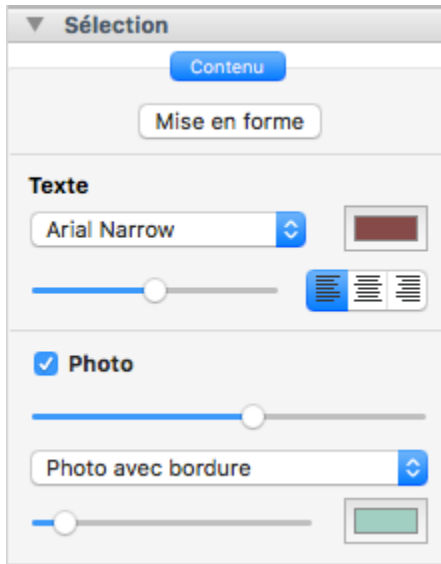 Sélection
Contenu
Mise en forme
Texte
Arial Narrow
Photo
Photo avec bordure